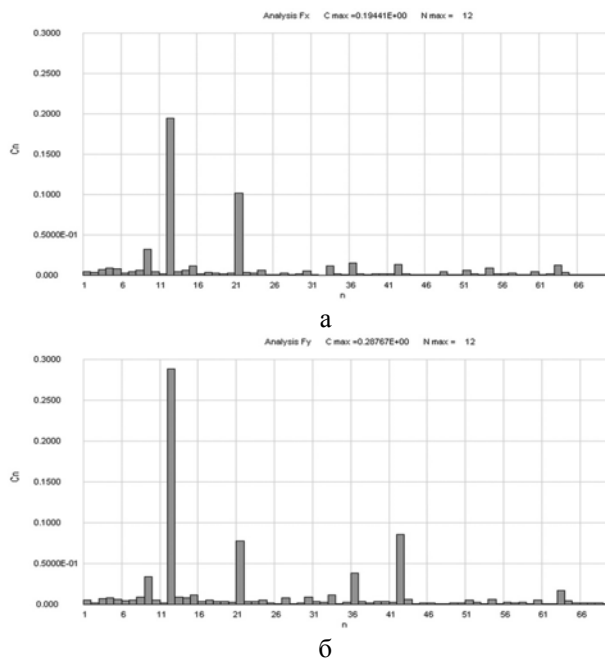 Analysis Fx C max =0.19441E+00 N max = 12
0.3000
0.2500
0.2000
0.1500
0.1000
0.5000E-01
0.000
Cn
1 6 11 16 21 26 31 36 41 46 51 56 61 66
n
а
Analysis Fy C max =0.28767E+00 N max = 12
0.3000
0.2500
0.2000
0.1500
0.1000
0.5000E-01
0.000
Cn
1 6 11 16 21 26 31 36 41 46 51 56 61 66
n
б